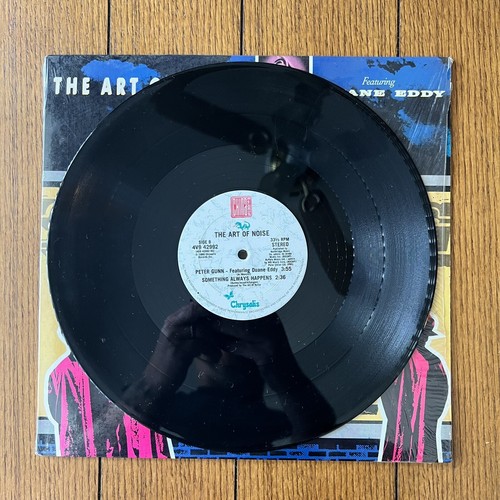 THE ART
Featuring
ANE EDDY
THE ART OF NOISE
SIDE B
4V9 42992
33⅓ RPM
STEREO
PETER GUNN - Featuring Duane Eddy 3:55
SOMETHING ALWAYS HAPPENS 2:36
Chrysalis